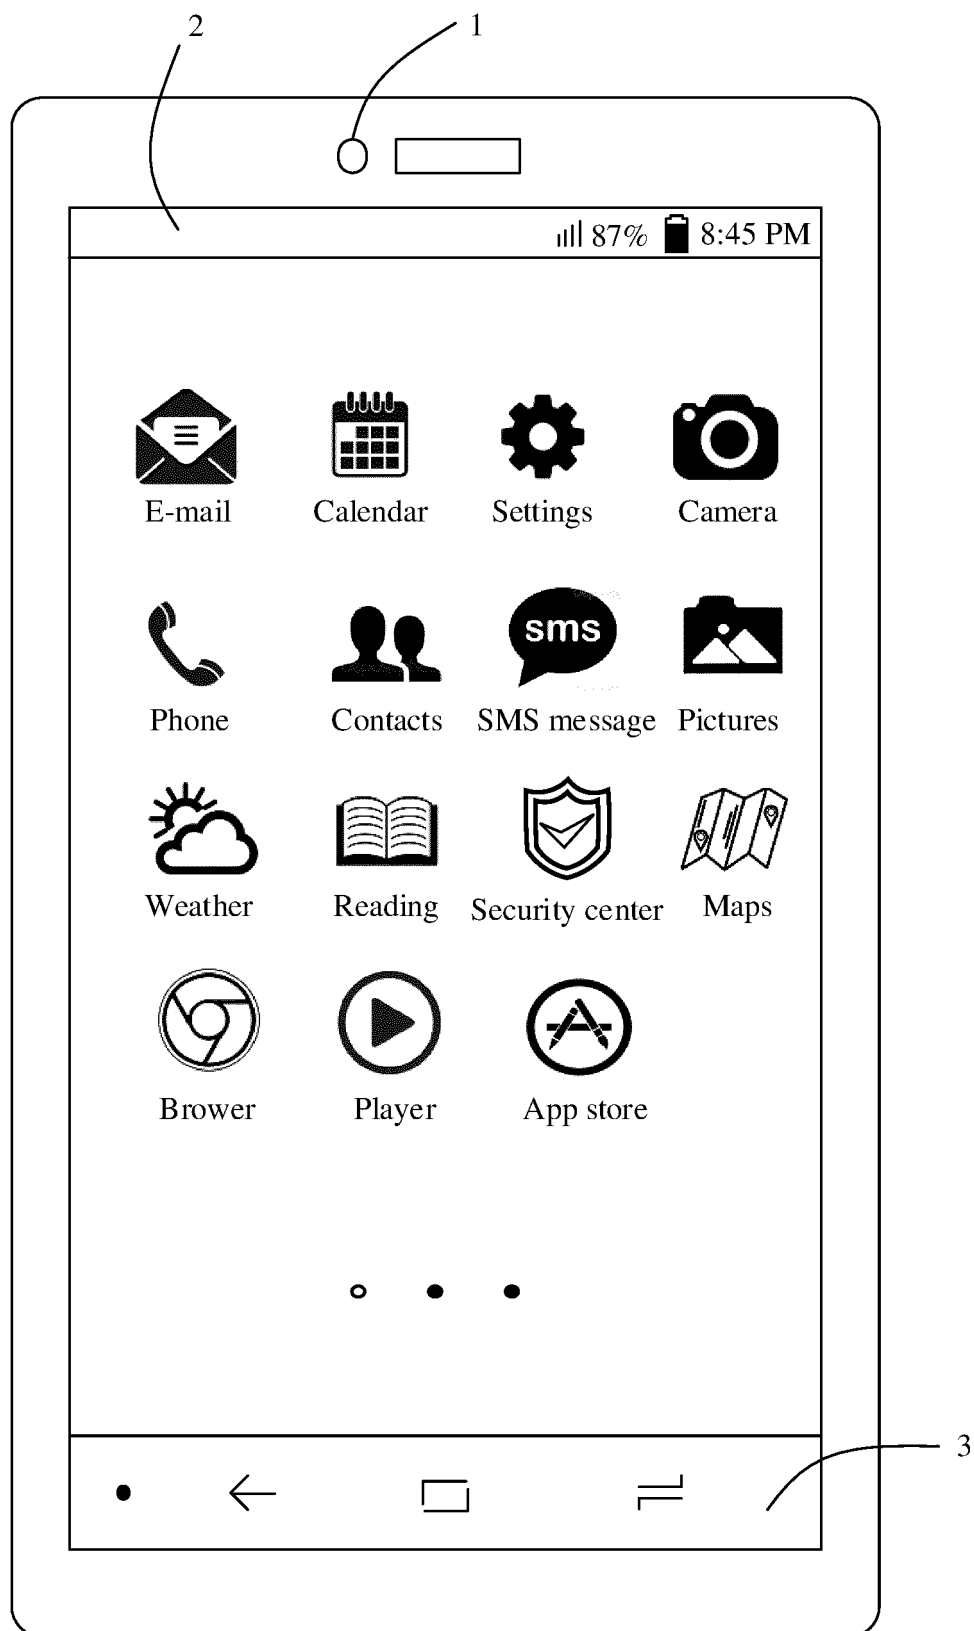 2 1
87% 8:45 PM
E-mail Calendar Settings Camera
sms
Phone Contacts SMS message Pictures
Weather Reading Security center Maps
Brower Player App store
3